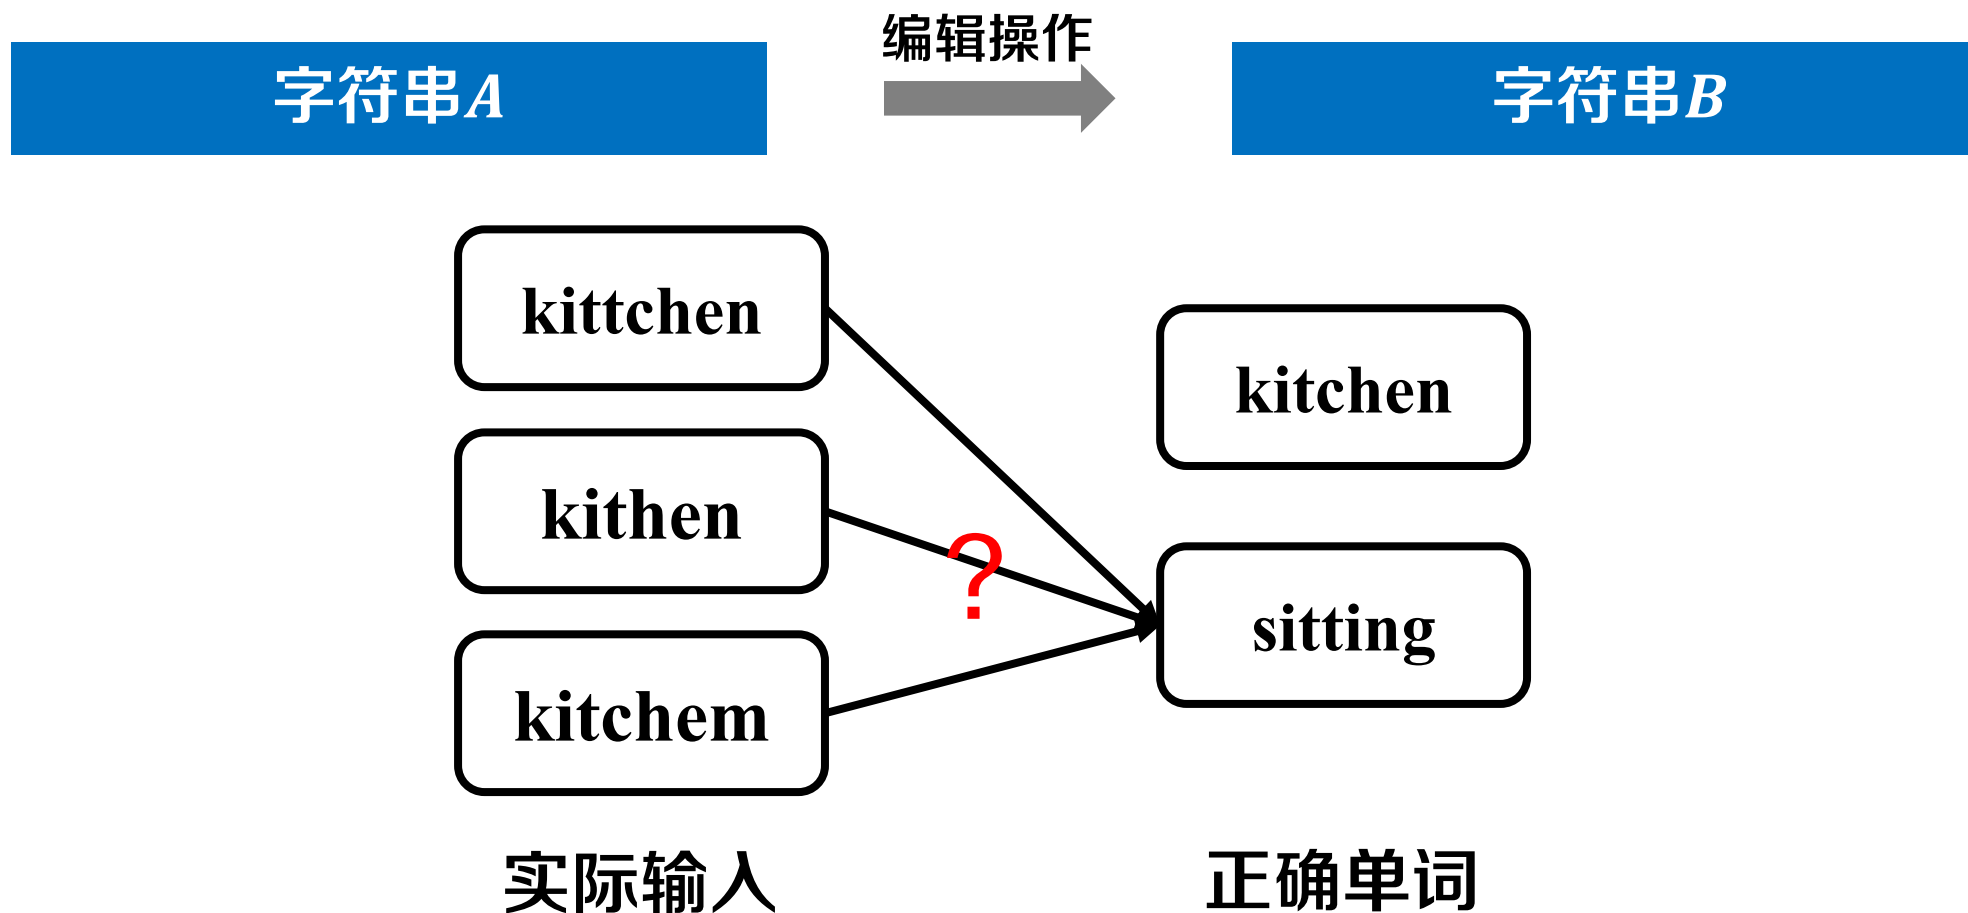 编辑操作
字符串A
字符串B
kittchen
kitchen
kithen
?
sitting
kitchem
实际输入
正确单词